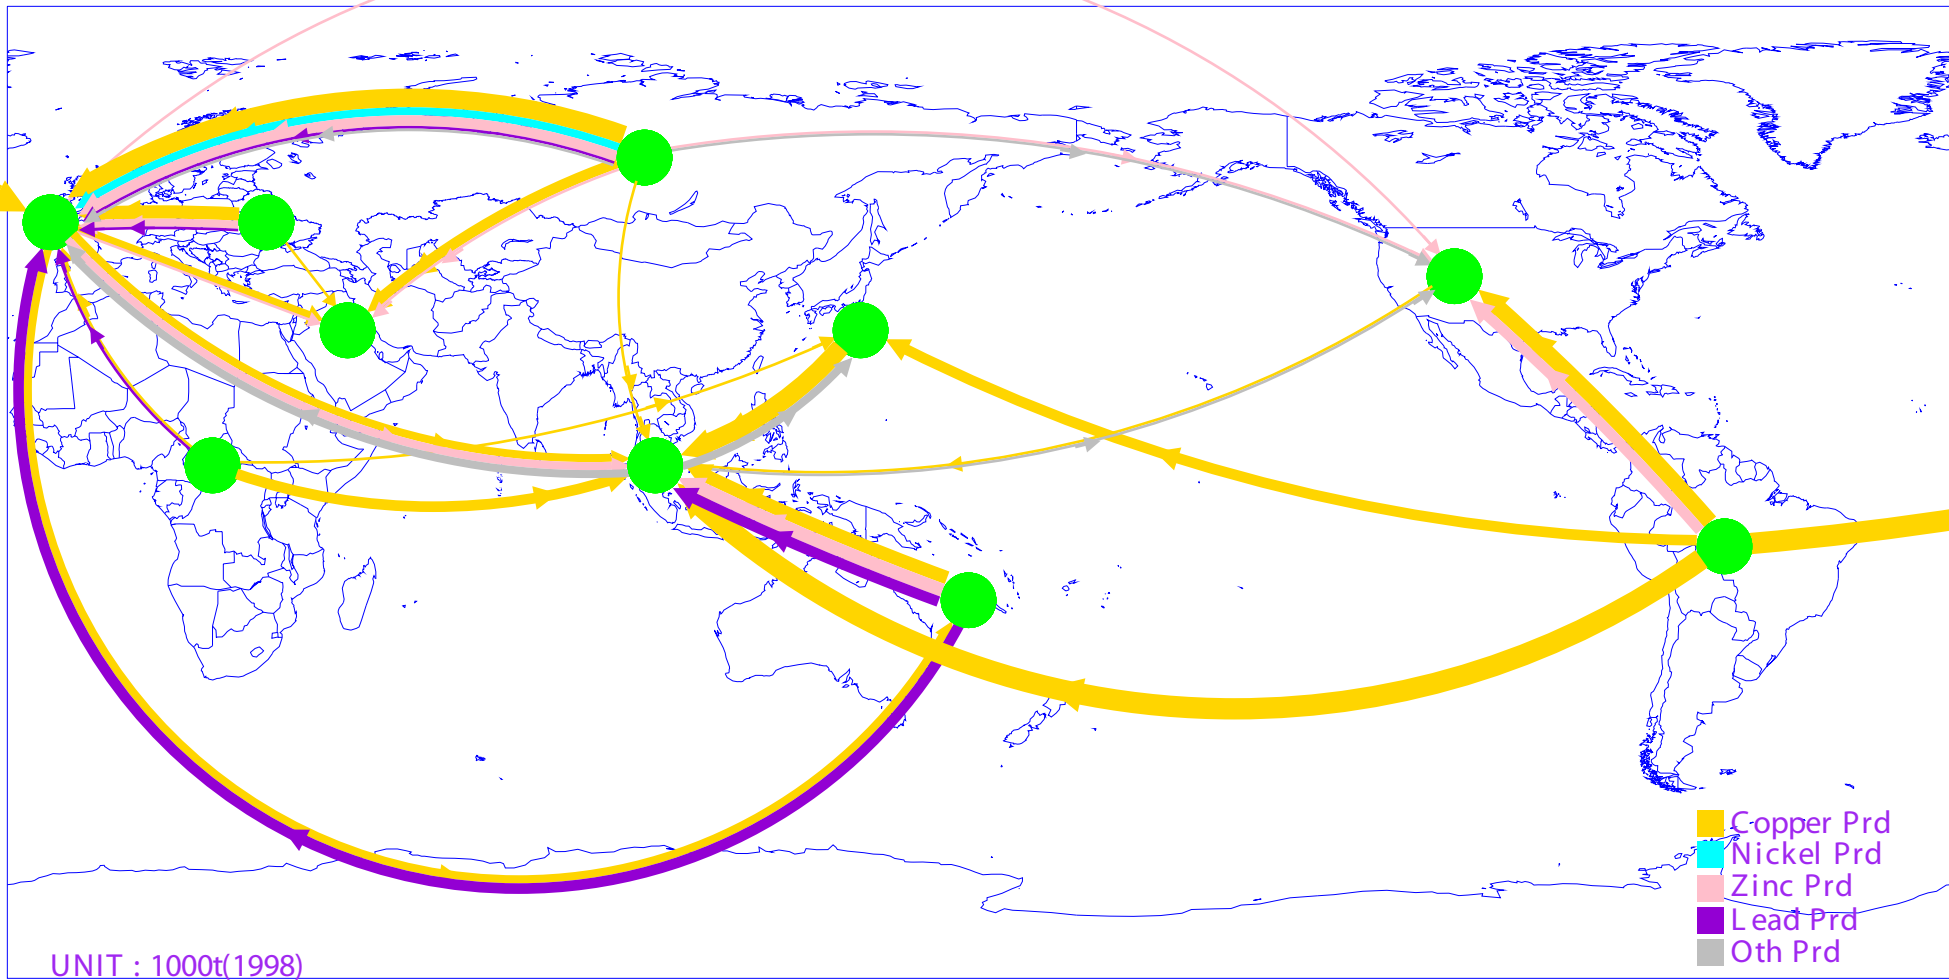 Copper Prd
Nickel Prd
Zinc Prd
Lead Prd
Oth Prd
UNIT : 1000t(1998)